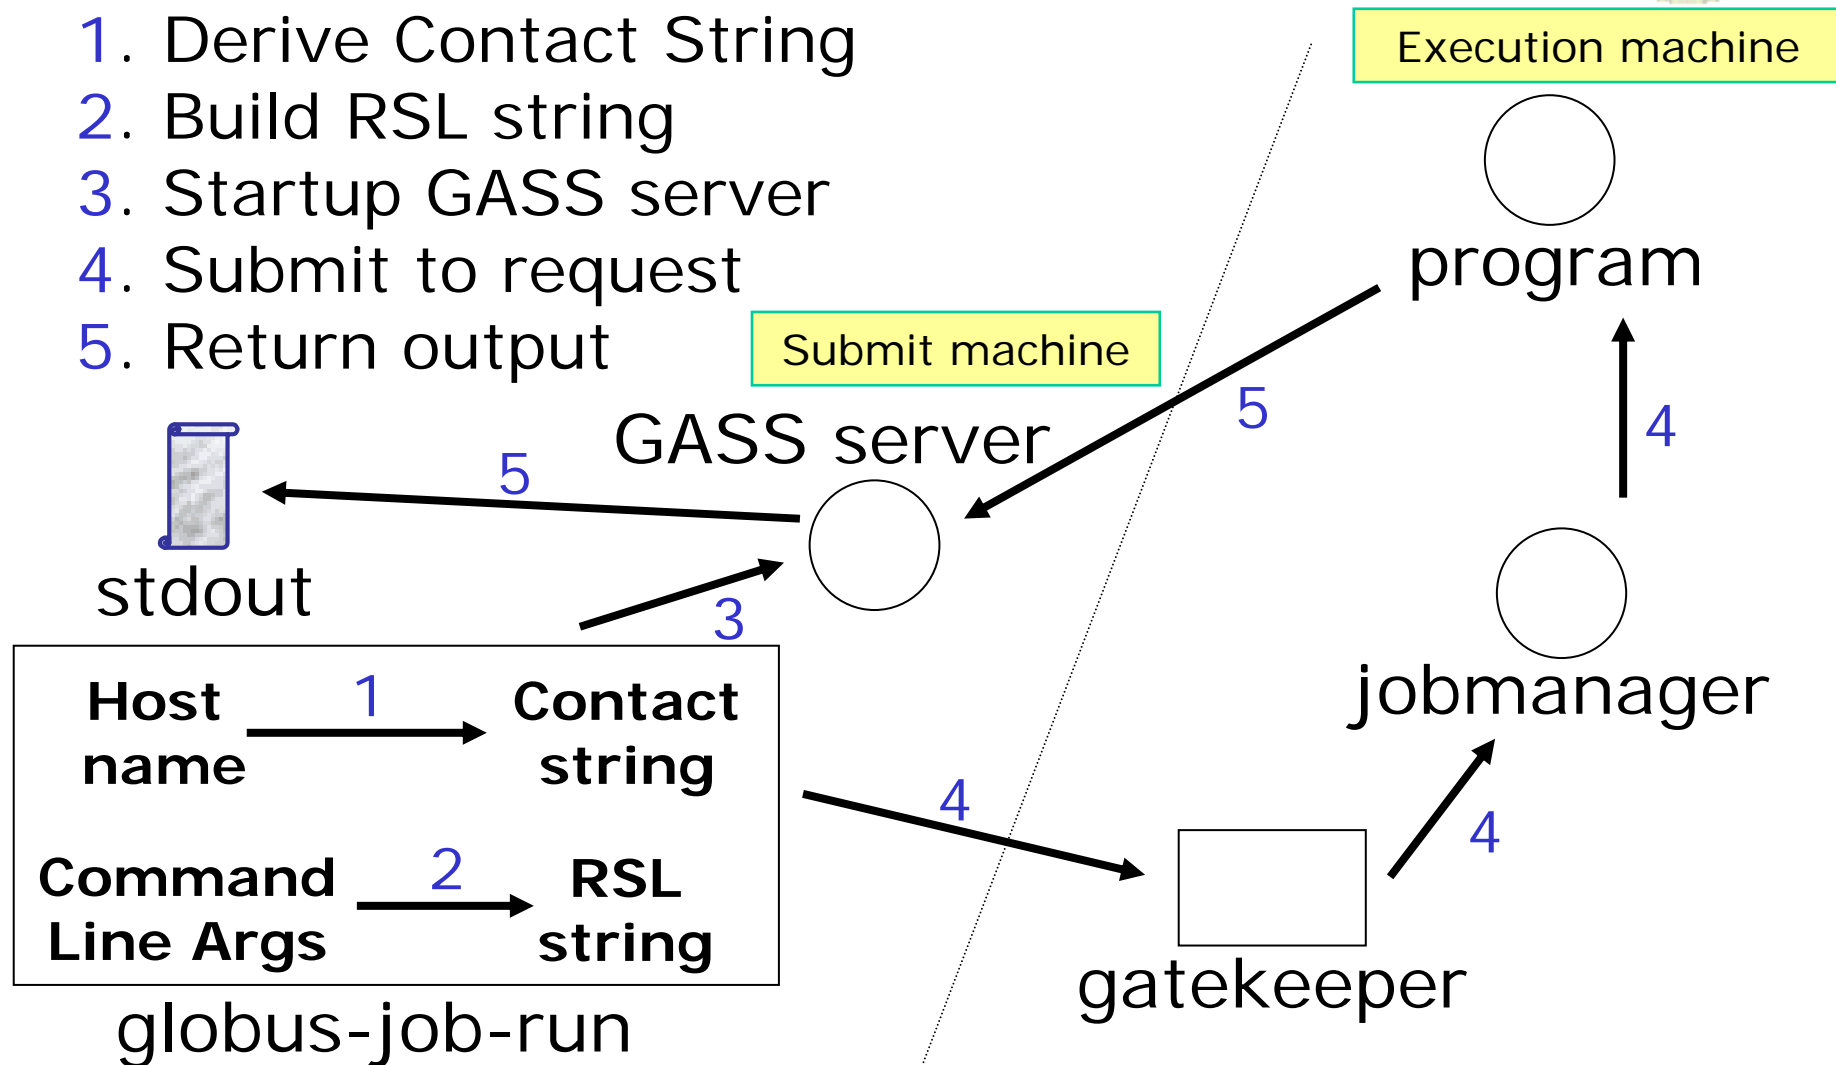 1. Derive Contact String
2. Build RSL string
3. Startup GASS server
4. Submit to request
5. Return output
Execution machine
program
Submit machine
5
4
GASS server
5
stdout
3
jobmanager
Host
name
1
Contact
string
4
4
Command
Line Args
2
RSL
string
gatekeeper
globus-job-run